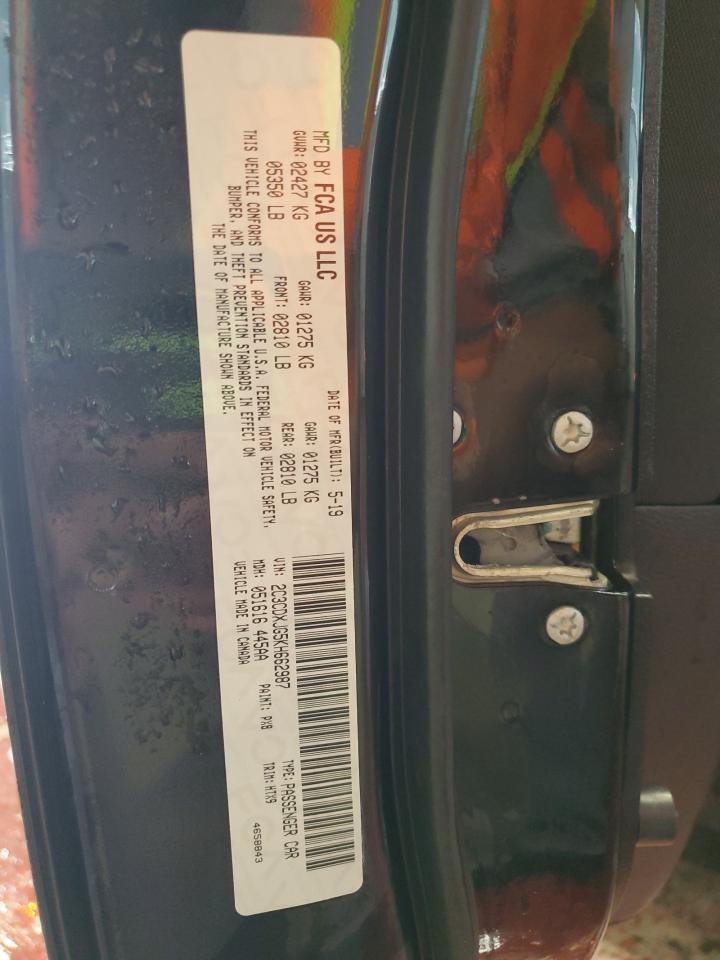 MFD BY FCA US LLC
DATE OF MFR(BUILT): 5-19
GVWR: 02427 KG
GAWR: 01275 KG
GAWR: 01275 KG
05350 LB
FRONT: 02810 LB
REAR: 02810 LB
THIS VEHICLE CONFORMS TO ALL APPLICABLE U.S.A. FEDERAL MOTOR VEHICLE SAFETY,
BUMPER, AND THEFT PREVENTION STANDARDS IN EFFECT ON
THE DATE OF MANUFACTURE SHOWN ABOVE.
VIN: 2C3CDXJG5KH662987
TYPE: PASSENGER CAR
MDH: 051616 445AA
PAINT: PX8
TRIM: HTX9
VEHICLE MADE IN CANADA
4658843